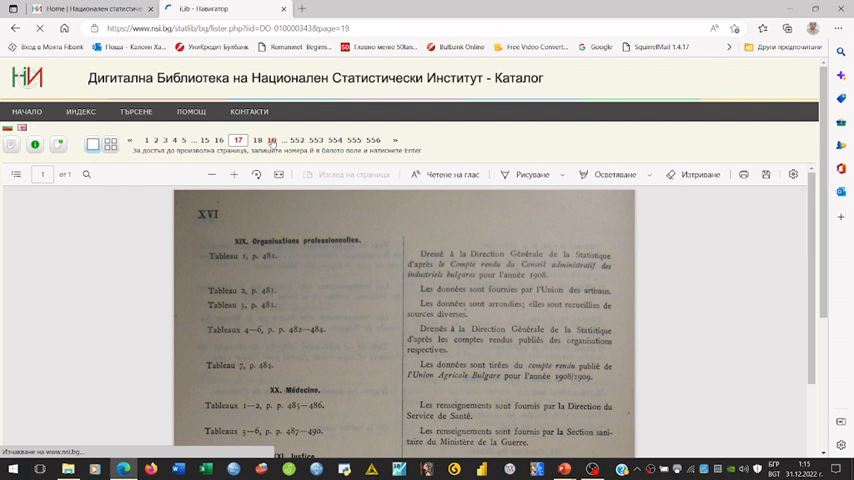 Home | Национален статистиче
iLib - Навигатор
https://www.nsi.bg/statlib/bg/lister.php?iid=DO-010000343&page=19
Вход в Моята Fibank
Поща - Калоян Ха...
УниКредит Булбанк
Romaninet Begins...
Главно меню 50lan...
Bulbank Online
Free Video Convert...
Google
SquirrelMail 1.4.17
Други предпочитани
Дигитална Библиотека на Национален Статистически Институт - Каталог
НАЧАЛО ИНДЕКС ТЪРСЕНЕ ПОМОЩ КОНТАКТИ
« 1 2 3 4 5 ... 15 16 17 18 19 ... 552 553 554 555 556 »
За достъп до произволна страница, запишете номера й в бялото поле и натиснете Enter
1 от 1
Изглед на страница
Четене на глас
Рисуване
Осветяване
Изтриване
XVI
XIX. Organisations professionnelles.
Tableau 1, p. 481.
Dressé à la Direction Générale de la Statistique
d'après le Compte rendu du Conseil administratif des
industriels bulgares pour l'année 1908.
Tableau 2, p. 481.
Les données sont fournies par l'Union des artisans.
Tableau 3, p. 481.
Les données sont arrondies; elles sont recueillies de
sources diverses.
Tableaux 4—6, p. p. 482—484.
Dressés à la Direction Générale de la Statistique
d'après les comptes rendus publiés des organisations
respectives.
Tableau 7, p. 484.
Les données sont tirées du compte rendu publié de
l'Union Agricole Bulgare pour l'année 1908/1909.
XX. Médecine.
Tableaux 1—2, p. p. 485—486.
Les renseignements sont fournis par la Direction du
Service de Santé.
Tableaux 3—6, p. p. 487—490.
Les renseignements sont fournis par la Section sani-
taire du Ministère de la Guerre.
XXI. Justice.
Изчакване на www.nsi.bg...
БГР
BGT
1:15
31.12.2022 г.